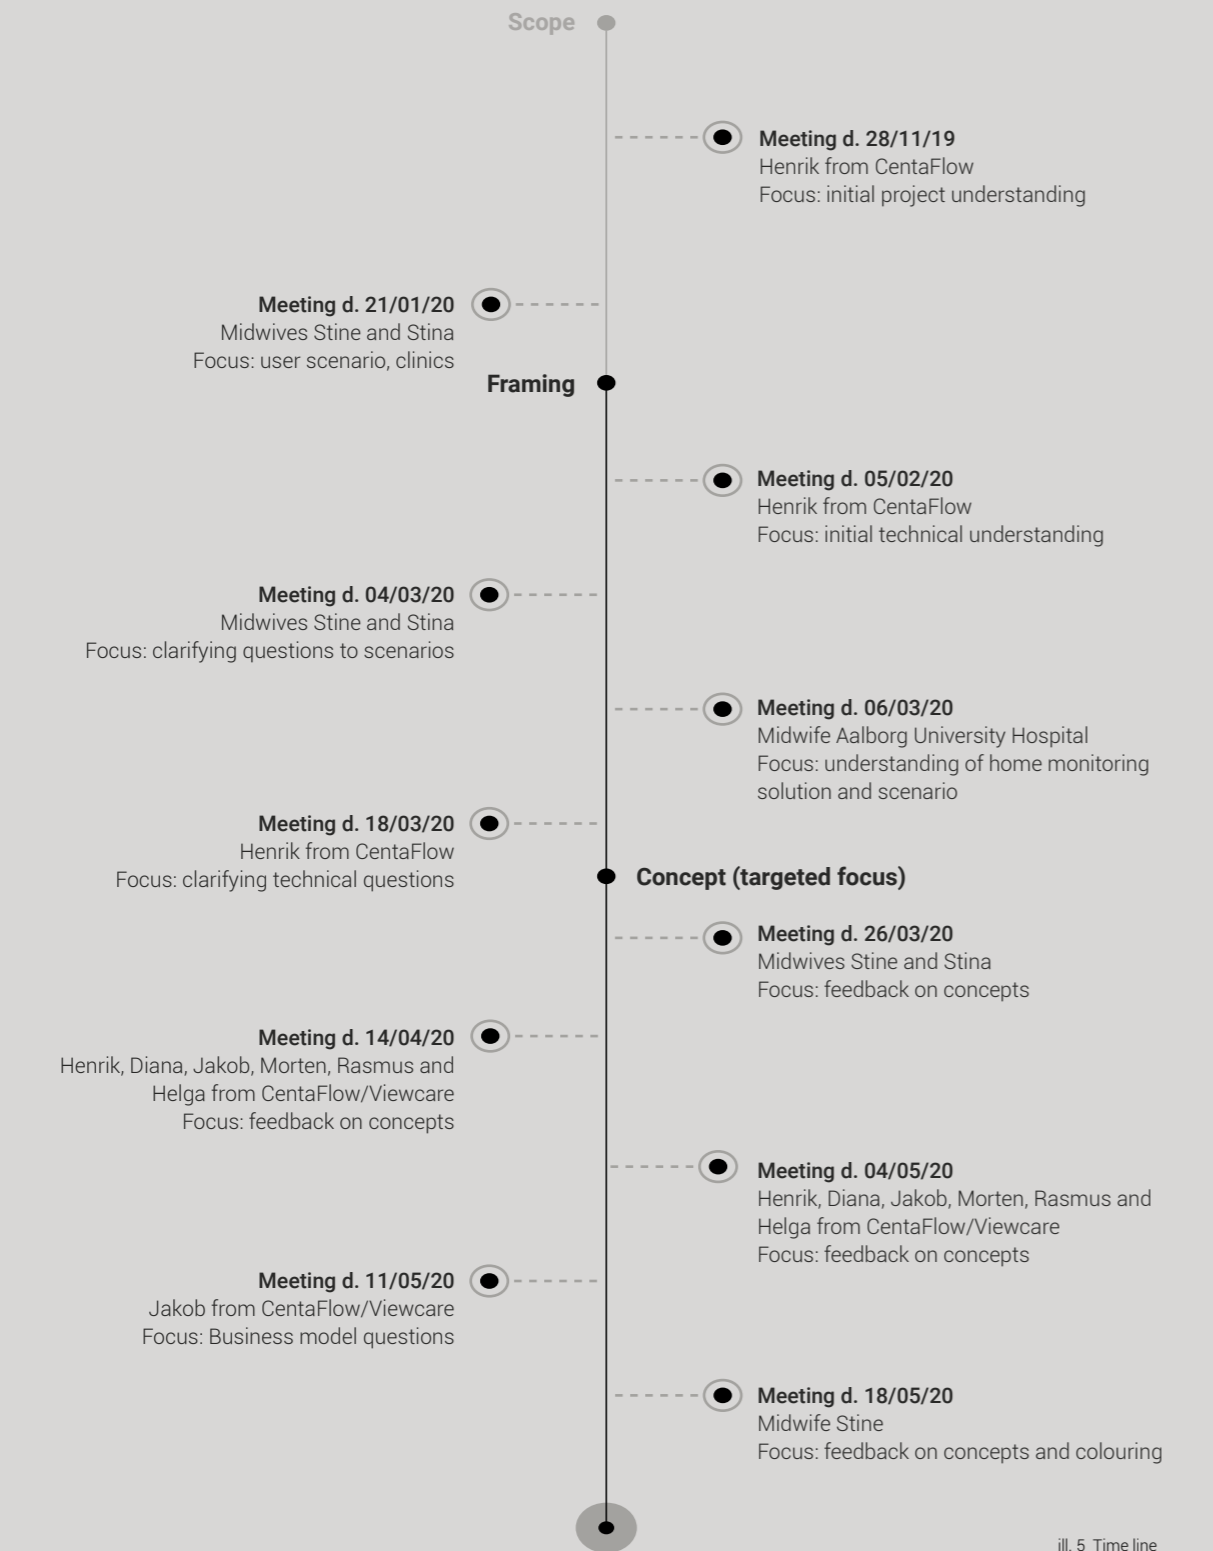 Scope
Meeting d. 28/11/19
Henrik from CentaFlow
Focus: initial project understanding
Meeting d. 21/01/20
Midwives Stine and Stina
Focus: user scenario, clinics
Framing
Meeting d. 05/02/20
Henrik from CentaFlow
Focus: initial technical understanding
Meeting d. 04/03/20
Midwives Stine and Stina
Focus: clarifying questions to scenarios
Meeting d. 06/03/20
Midwife Aalborg University Hospital
Focus: understanding of home monitoring
solution and scenario
Meeting d. 18/03/20
Henrik from CentaFlow
Focus: clarifying technical questions
Concept (targeted focus)
Meeting d. 26/03/20
Midwives Stine and Stina
Focus: feedback on concepts
Meeting d. 14/04/20
Henrik, Diana, Jakob, Morten, Rasmus and
Helga from CentaFlow/Viewcare
Focus: feedback on concepts
Meeting d. 04/05/20
Henrik, Diana, Jakob, Morten, Rasmus and
Helga from CentaFlow/Viewcare
Focus: feedback on concepts
Meeting d. 11/05/20
Jakob from CentaFlow/Viewcare
Focus: Business model questions
Meeting d. 18/05/20
Midwife Stine
Focus: feedback on concepts and colouring
ill. 5 Time line